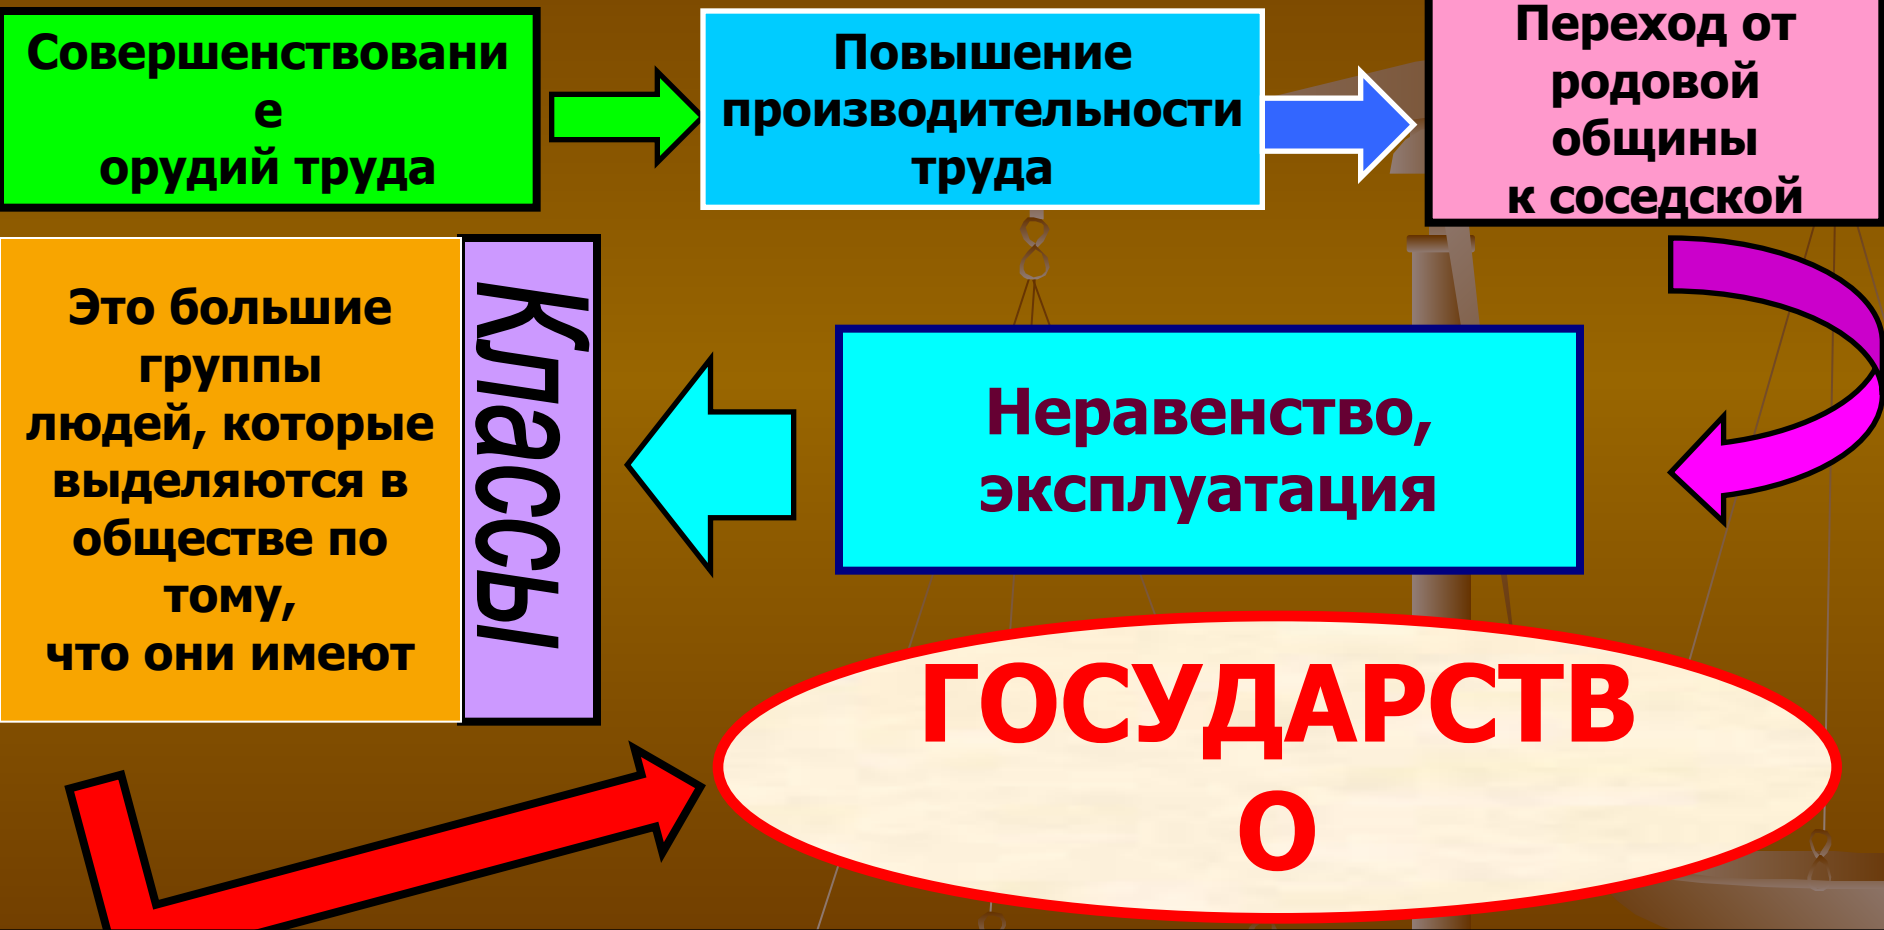 Совершенствовани
е
орудий труда
Повышение
производительности
труда
Переход от
родовой
общины
к соседской
Неравенство,
эксплуатация
Классы
Это большие
группы
людей, которые
выделяются в
обществе по
тому,
что они имеют
ГОСУДАРСТВ
О